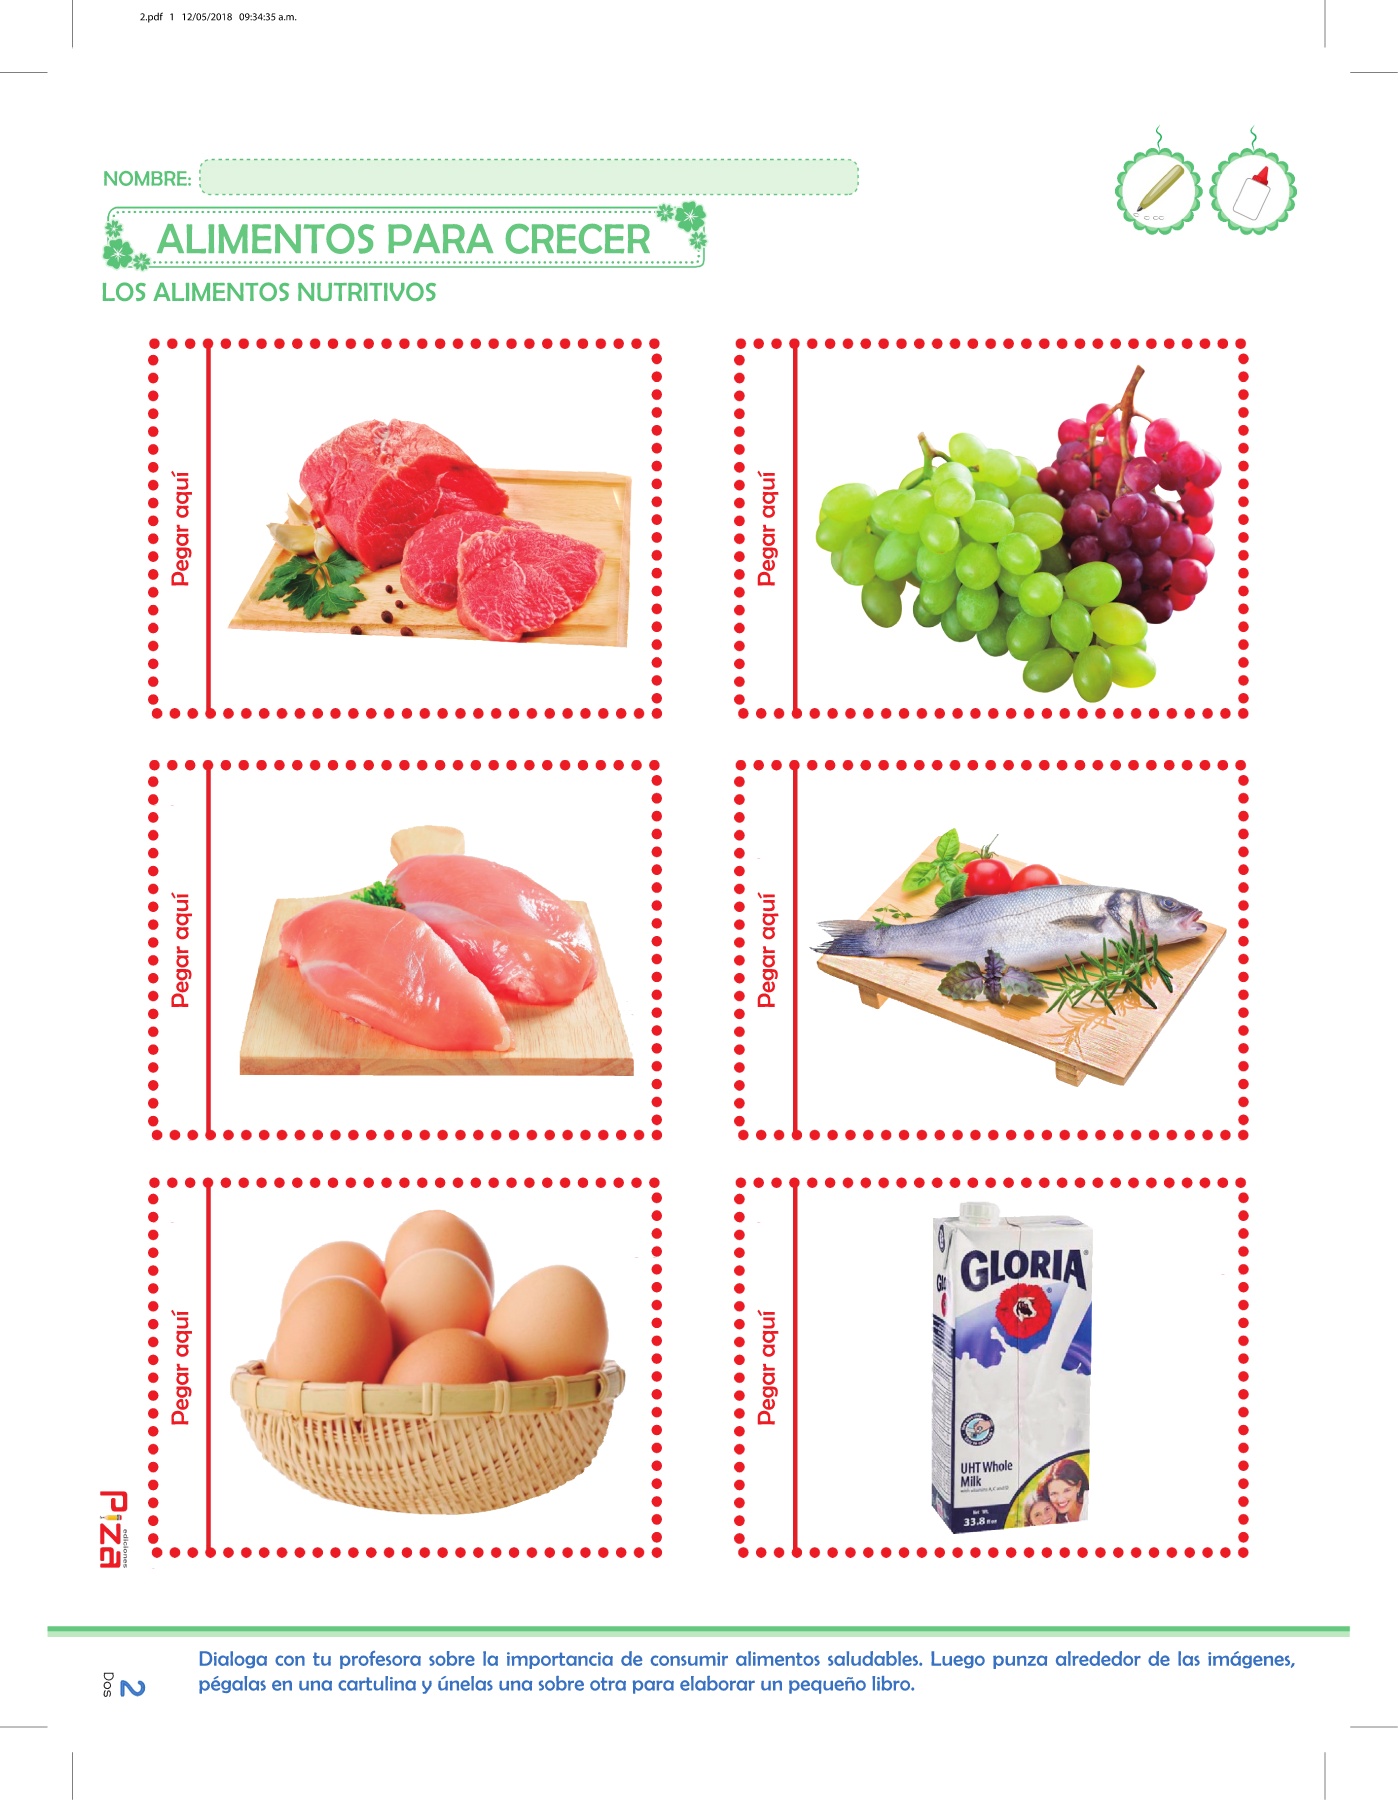 2.pdf   1   12/05/2018   09:34:35 a.m.
NOMBRE:
ALIMENTOS PARA CRECER
LOS ALIMENTOS NUTRITIVOS
Pegar aquí
Pegar aquí
Pegar aquí
Pegar aquí
Pegar aquí
Pegar aquí
GLORIA
UHT Whole
Milk
33.8 fl oz
Piza
ediciones
Dialoga con tu profesora sobre la importancia de consumir alimentos saludables. Luego punza alrededor de las imágenes,
pégalas en una cartulina y únelas una sobre otra para elaborar un pequeño libro.
2
Dos